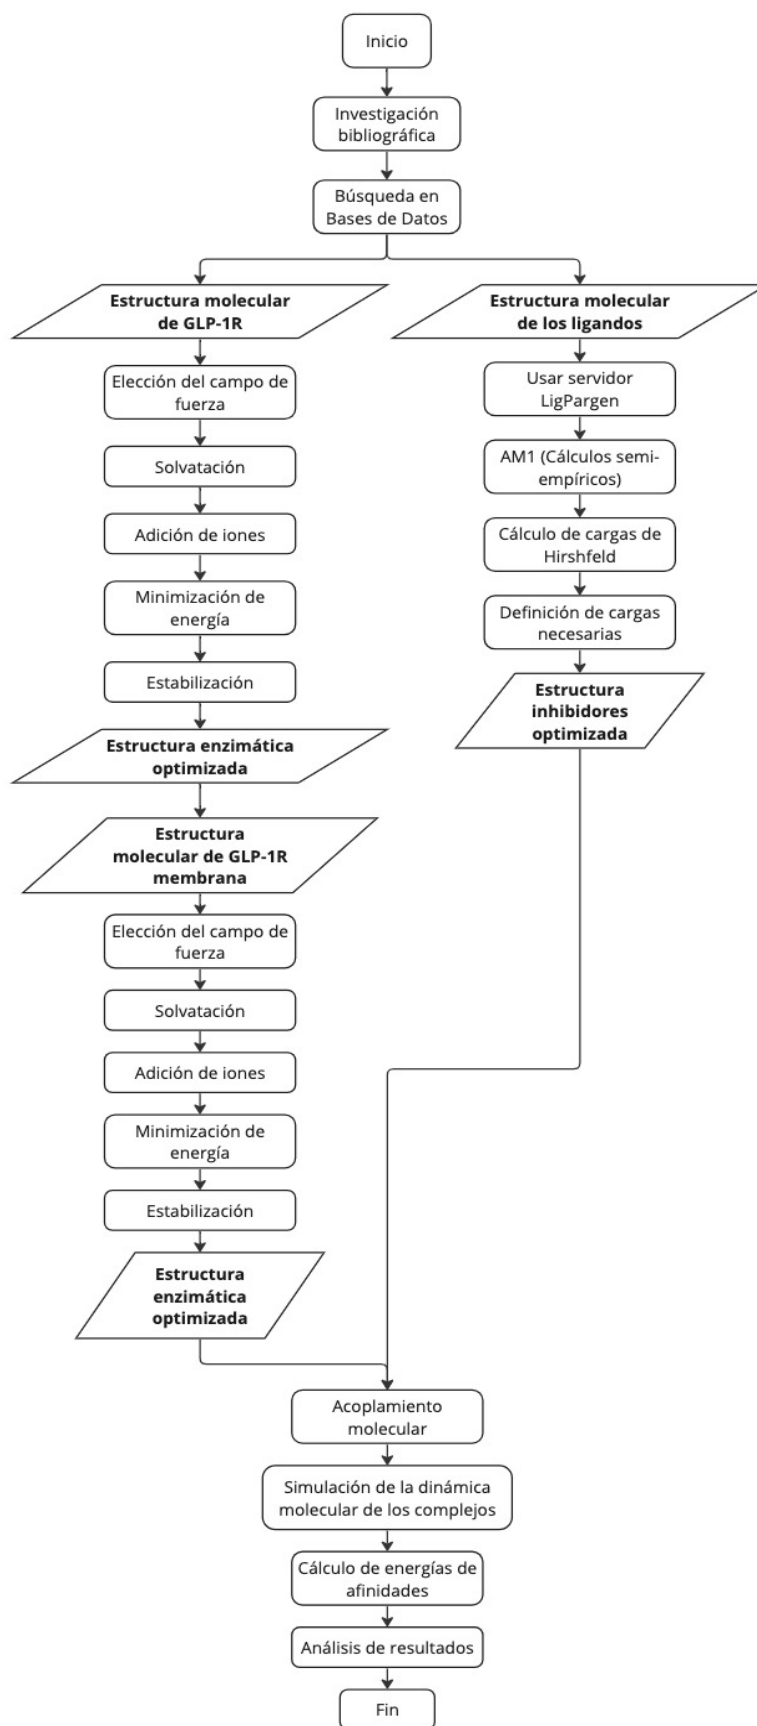 Inicio
Investigación
bibliográfica
Búsqueda en
Bases de Datos
Estructura molecular
de GLP-1R
Elección del campo de
fuerza
Solvatación
Adición de iones
Minimización de
energía
Estabilización
Estructura enzimática
optimizada
Estructura
molecular de GLP-1R
membrana
Elección del campo de
fuerza
Solvatación
Adición de iones
Minimización de
energía
Estabilización
Estructura
enzimática
optimizada
Estructura molecular
de los ligandos
Usar servidor
LigPargen
AM1 (Cálculos semi-
empíricos)
Cálculo de cargas de
Hirshfeld
Definición de cargas
necesarias
Estructura
inhibidores
optimizada
Acoplamiento
molecular
Simulación de la dinámica
molecular de los complejos
Cálculo de energías de
afinidades
Análisis de resultados
Fin